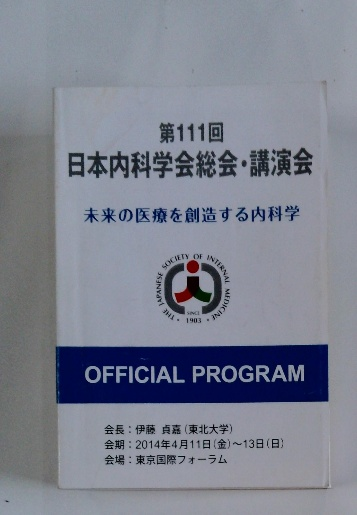 第111回
日本内科学会総会・講演会
未来の医療を創造する内科学
THE JAPANESE SOCIETY OF INTERNAL MEDICINE
SINCE
・1903・
OFFICIAL PROGRAM
会長：伊藤 貞嘉（東北大学）
会期：2014年4月11日（金）～13日（日）
会場：東京国際フォーラム